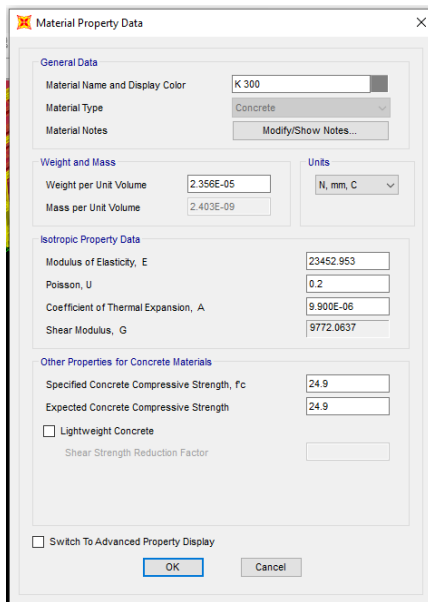 Material Property Data
General Data
Material Name and Display Color K 300
Material Type Concrete
Material Notes Modify/Show Notes...
Weight and Mass
Units
Weight per Unit Volume 2.356E-05 N, mm, C
Mass per Unit Volume 2.403E-09
Isotropic Property Data
Modulus of Elasticity, E 23452.953
Poisson, U 0.2
Coefficient of Thermal Expansion, A 9.900E-06
Shear Modulus, G 9772.0637
Other Properties for Concrete Materials
Specified Concrete Compressive Strength, f'c 24.9
Expected Concrete Compressive Strength 24.9
Lightweight Concrete
Shear Strength Reduction Factor
Switch To Advanced Property Display
OK Cancel